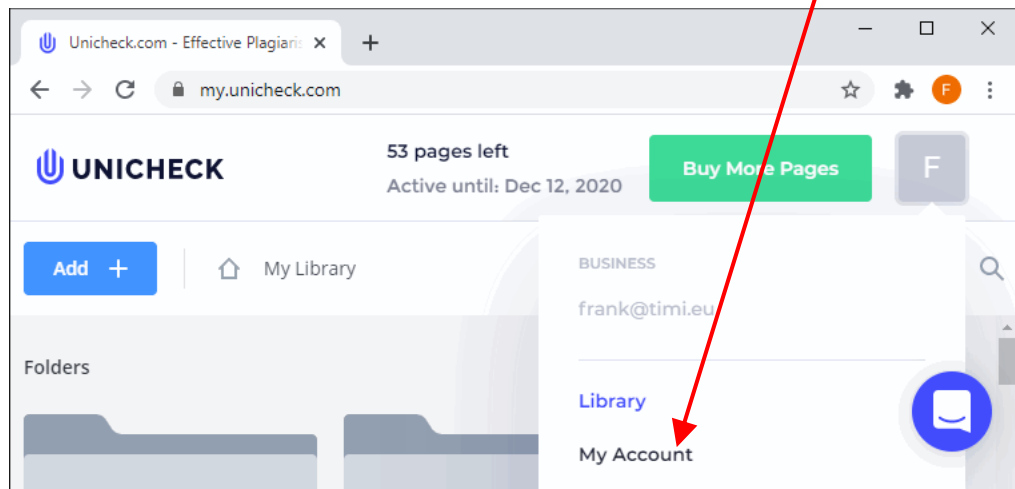 Unicheck.com - Effective Plagiaris
my.unicheck.com
F
UNICHECK
53 pages left
Active until: Dec 12, 2020
Buy More Pages
F
Add +
My Library
BUSINESS
frank@timi.eu
Folders
Library
My Account